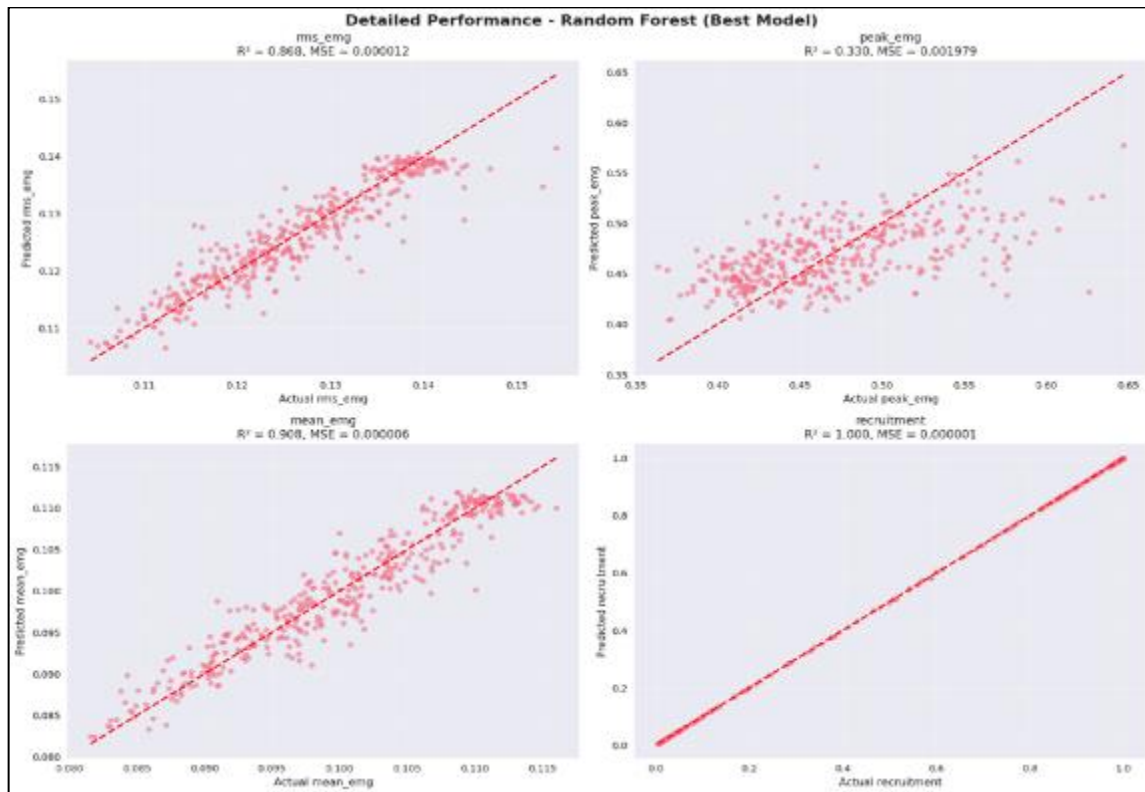 Detailed Performance - Random Forest (Best Model)
rms_emg
R² = 0.868, MSE = 0.000012
Predicted rms_emg
0.15
0.14
0.13
0.12
0.11
0.11 0.12 0.13 0.14 0.15
Actual rms_emg
peak_emg
R² = 0.330, MSE = 0.001979
Predicted peak_emg
0.65
0.60
0.55
0.50
0.45
0.40
0.35
0.35 0.40 0.45 0.50 0.55 0.60 0.65
Actual peak_emg
mean_emg
R² = 0.908, MSE = 0.000006
Predicted mean_emg
0.115
0.110
0.105
0.100
0.095
0.090
0.085
0.080
0.080 0.085 0.090 0.095 0.100 0.105 0.110 0.115
Actual mean_emg
recruitment
R² = 1.000, MSE = 0.000001
Predicted recruitment
1.0
0.8
0.6
0.4
0.2
0.0
0.0 0.2 0.4 0.6 0.8 1.0
Actual recruitment